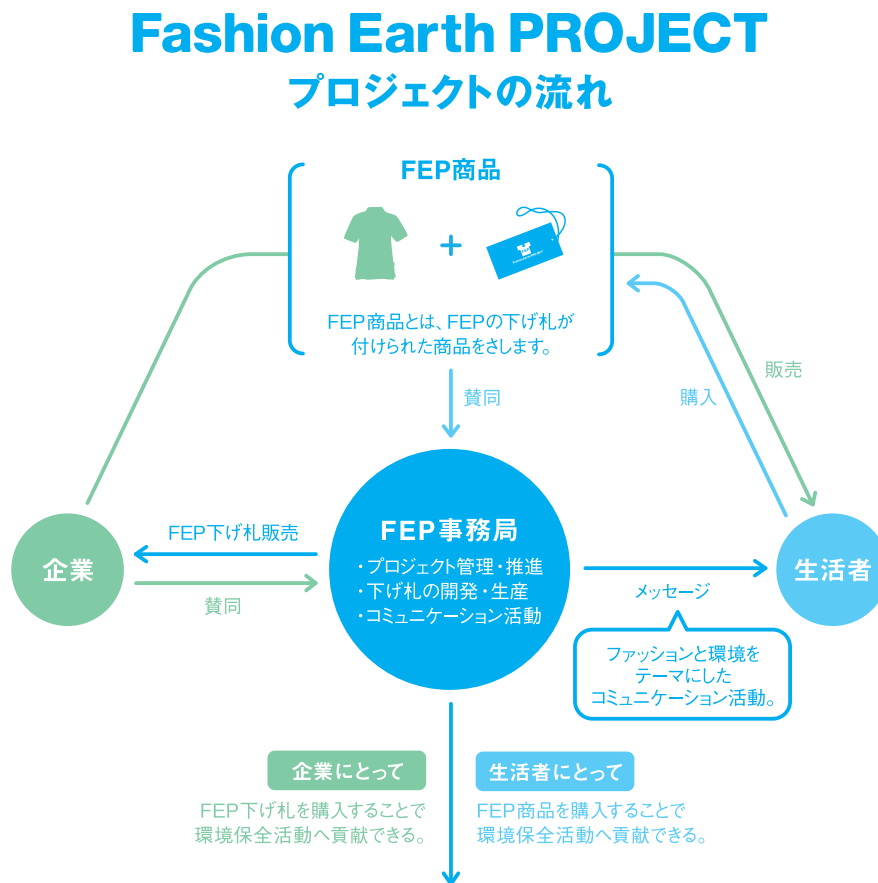 Fashion Earth PROJECT
プロジェクトの流れ
FEP商品
+
FEP商品とは、FEPの下げ札が
付けられた商品をさします。
販売
購入
賛同
FEP下げ札販売
賛同
企業
FEP事務局
・プロジェクト管理・推進
・下げ札の開発・生産
・コミュニケーション活動
生活者
メッセージ
ファッションと環境を
テーマにした
コミュニケーション活動。
企業にとって
FEP下げ札を購入することで
環境保全活動へ貢献できる。
生活者にとって
FEP商品を購入することで
環境保全活動へ貢献できる。